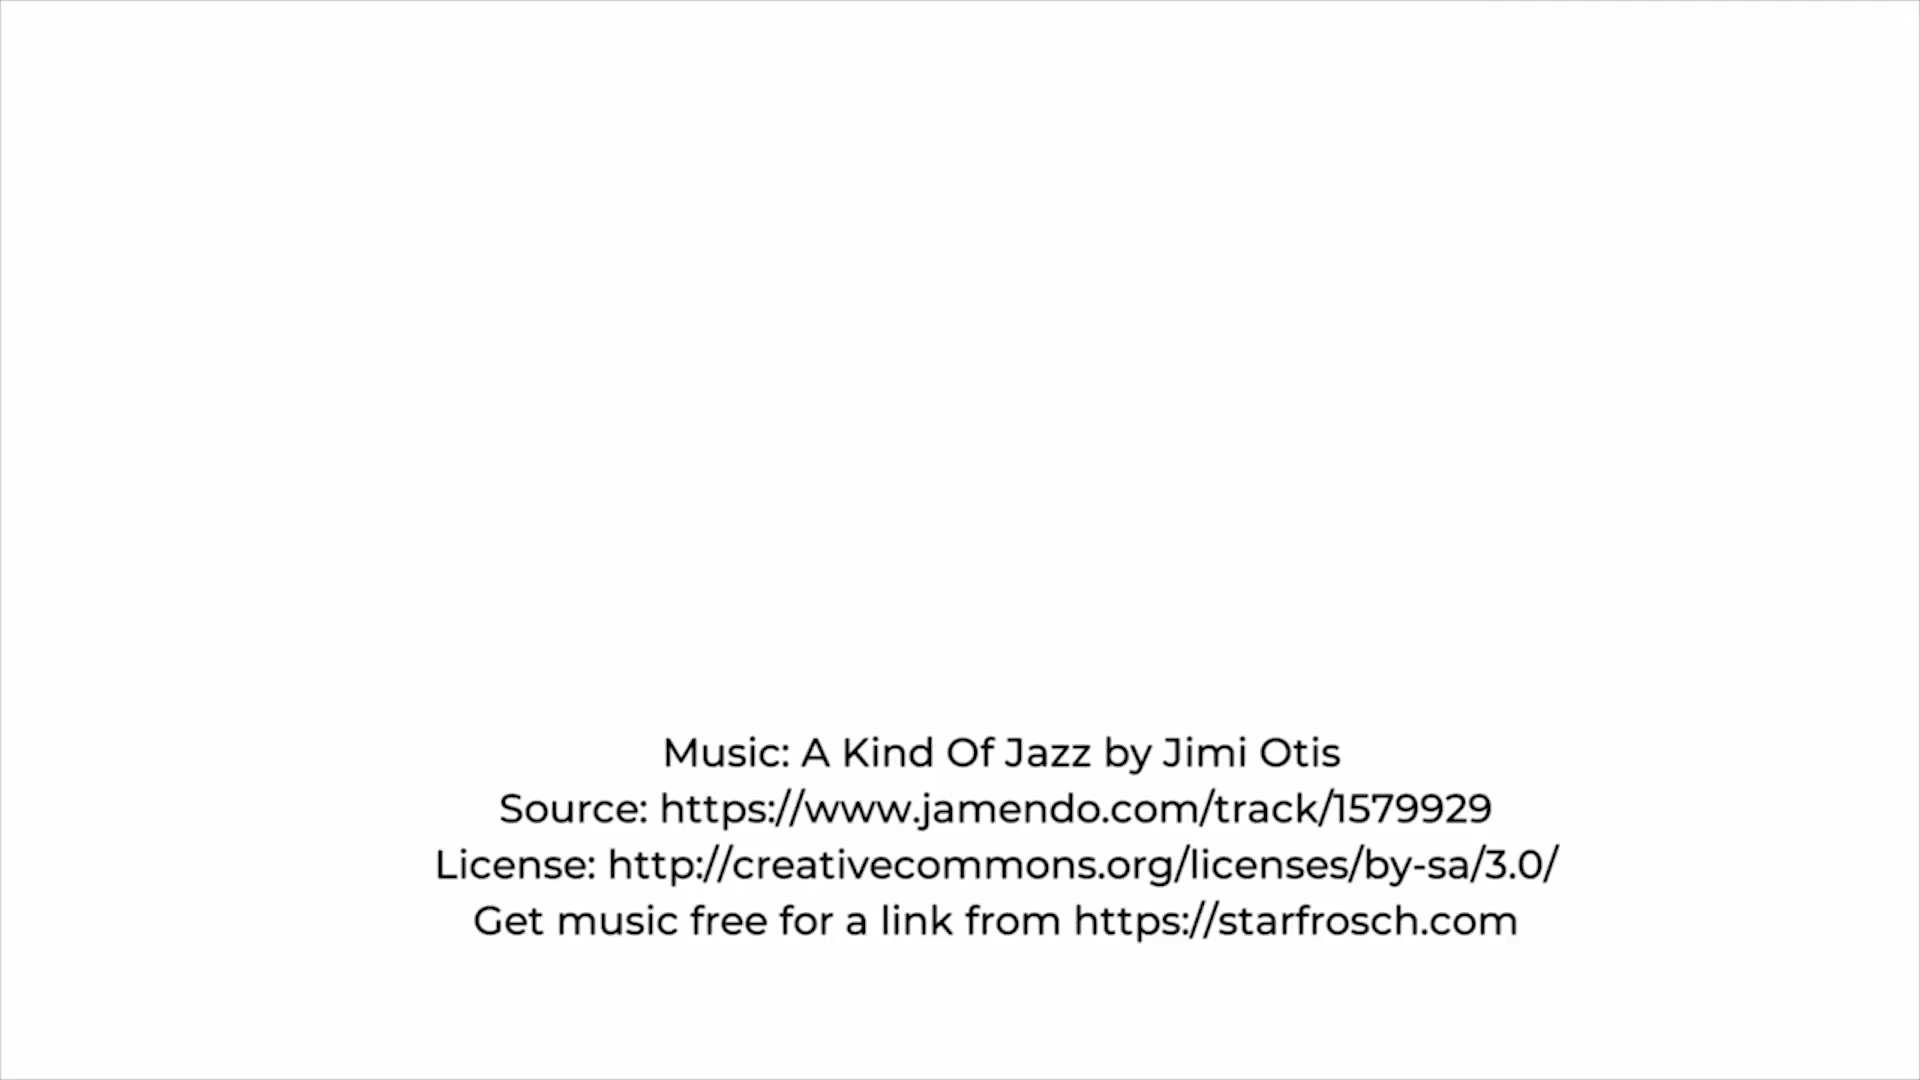 Music: A Kind Of Jazz by Jimi Otis
Source: https://www.jamendo.com/track/1579929
License: http://creativecommons.org/licenses/by-sa/3.0/
Get music free for a link from https://starfrosch.com